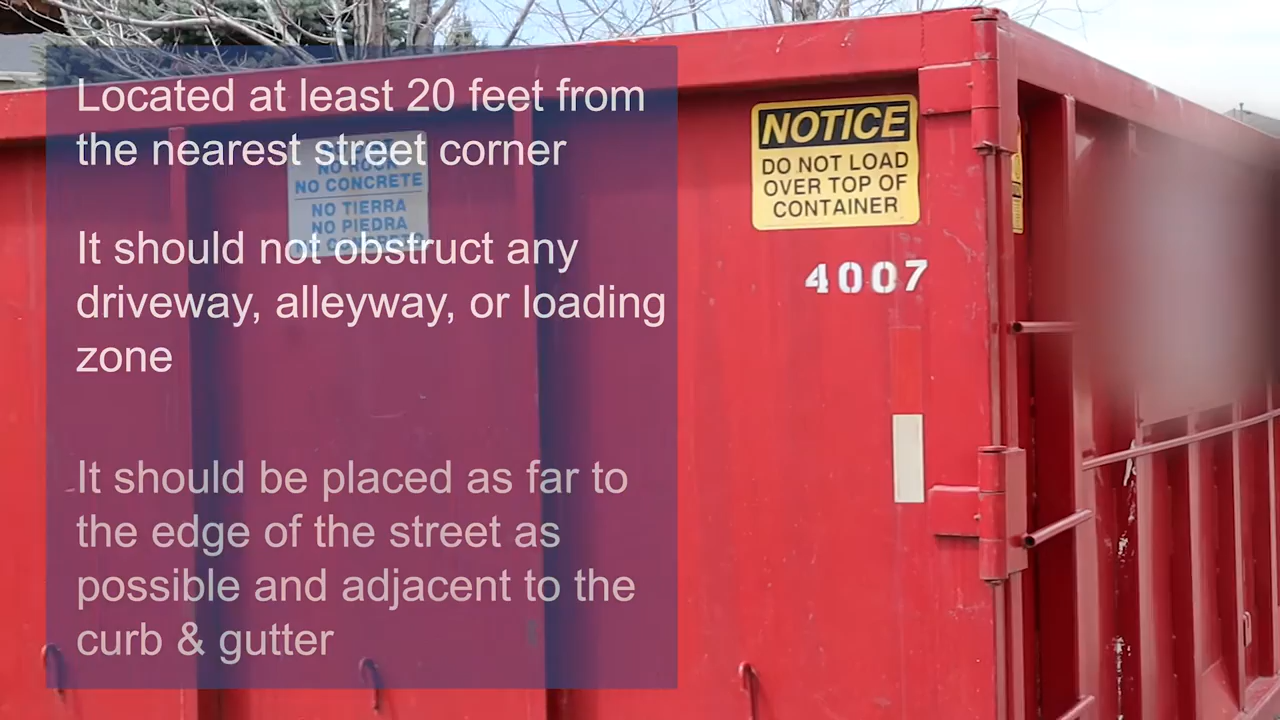 Located at least 20 feet from
the nearest street corner
It should not obstruct any
driveway, alleyway, or loading
zone
It should be placed as far to
the edge of the street as
possible and adjacent to the
curb & gutter
NO CONCRETE
NO TIERRA
NO PIEDRA
NOTICE
DO NOT LOAD
OVER TOP OF
CONTAINER
4007